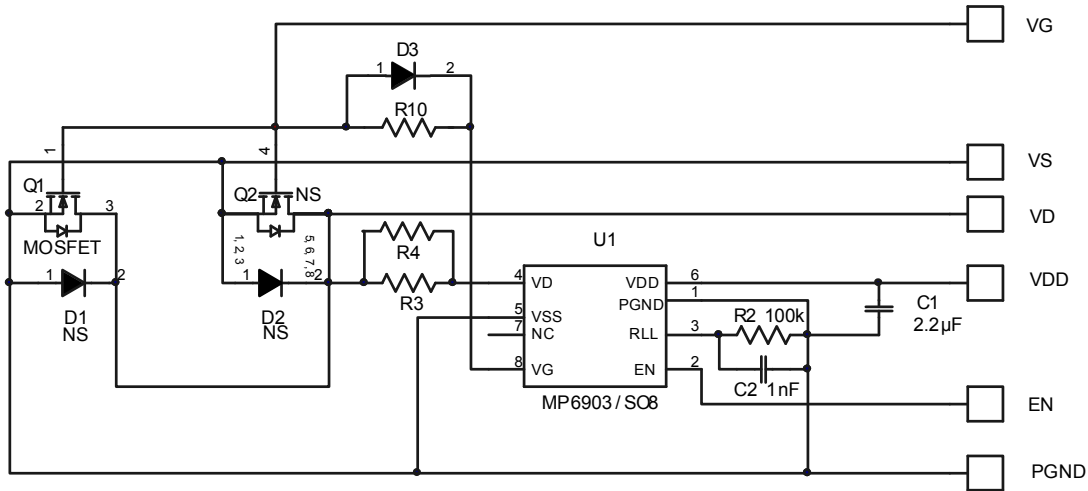 VG
D3
1 2
R10
1
4
VS
Q1
2 3
MOSFET
Q2 NS
1, 2, 3
5, 6, 7, 8
VD
R4
R3
U1
1 2
D1
NS
1 2
D2
NS
4 VD
5 VSS
7 NC
8 VG
VDD 6
PGND 1
RLL 3
EN 2
MP6903 / SO8
R2 100k
C2 1nF
C1
2.2µF
VDD
EN
PGND